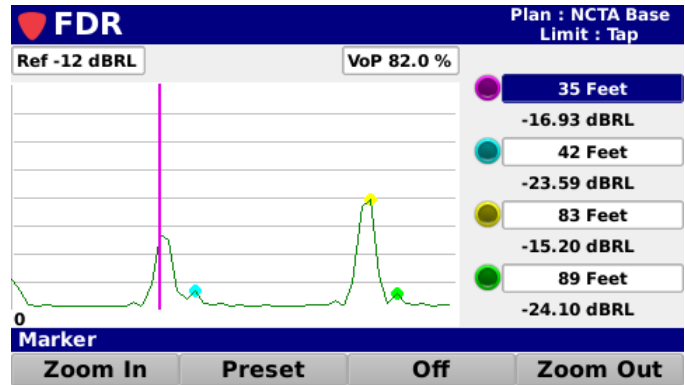 FDR
Plan : NCTA Base
Limit : Tap
Ref -12 dBRL
VoP 82.0 %
35 Feet
-16.93 dBRL
42 Feet
-23.59 dBRL
83 Feet
-15.20 dBRL
89 Feet
-24.10 dBRL
0
Marker
Zoom In
Preset
Off
Zoom Out